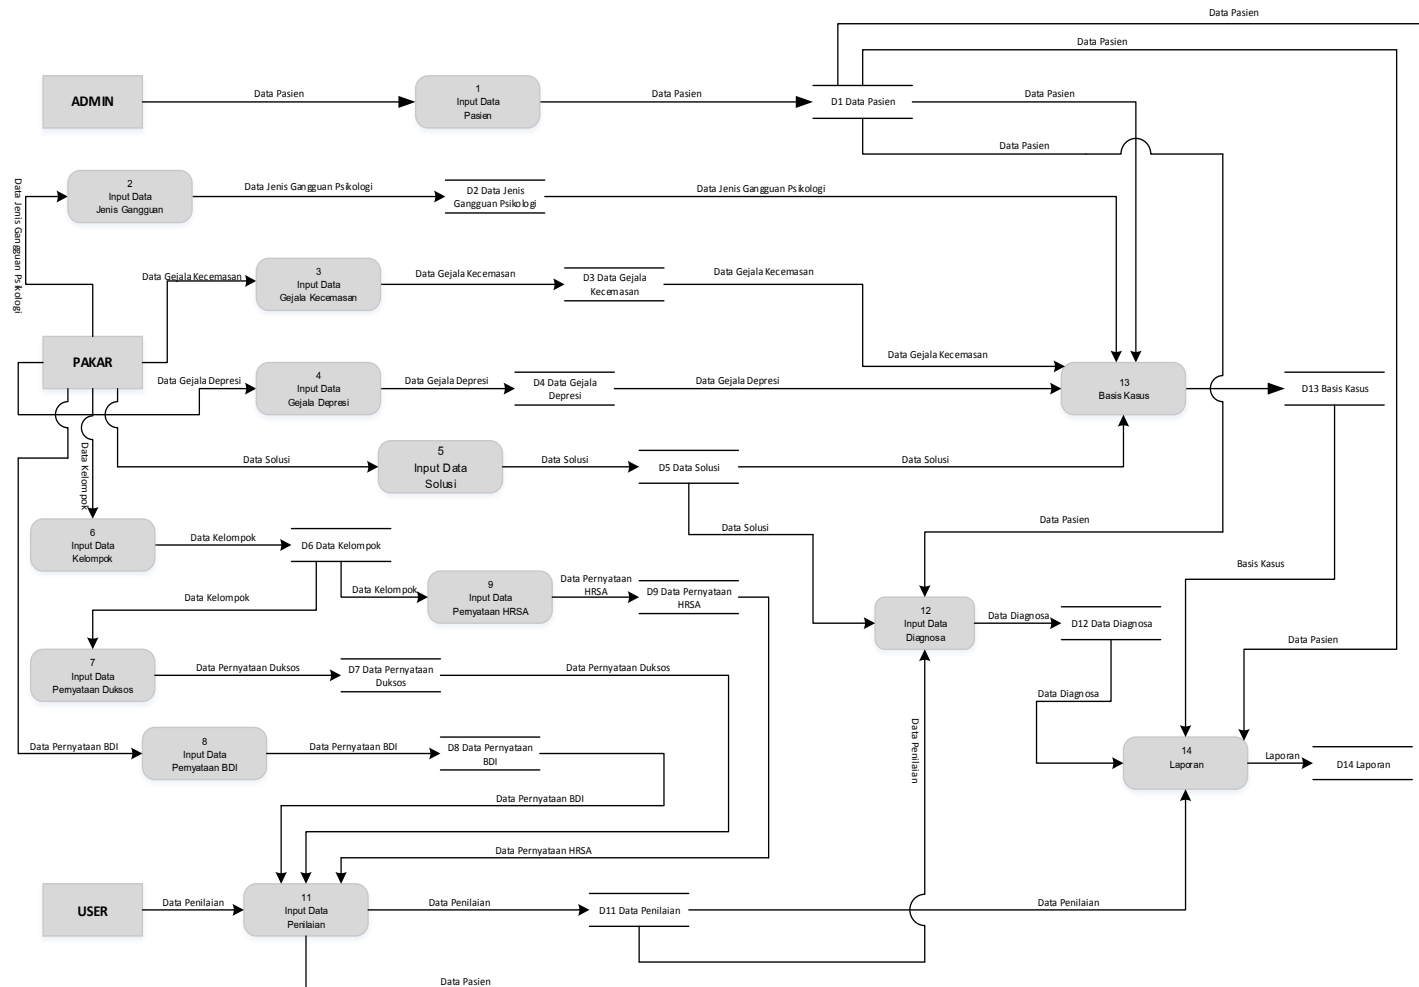 Data Pasien
Data Pasien
ADMIN
Data Pasien
1
Input Data
Pasien
Data Pasien
D1 Data Pasien
Data Pasien
Data Pasien
Data Jenis Gangguan Psikologi
2
Input Data
Jenis Gangguan
Data Jenis Gangguan Psikologi
D2 Data Jenis
Gangguan Psikologi
Data Jenis Gangguan Psikologi
Data Gejala Kecemasan
3
Input Data
Gejala Kecemasan
Data Gejala Kecemasan
D3 Data Gejala
Kecemasan
Data Gejala Kecemasan
Data Gejala Kecemasan
PAKAR
Data Gejala Depresi
4
Input Data
Gejala Depresi
Data Gejala Depresi
D4 Data Gejala
Depresi
Data Gejala Depresi
13
Basis Kasus
D13 Basis Kasus
Data Kelompok
Data Solusi
5
Input Data
Solusi
Data Solusi
D5 Data Solusi
Data Solusi
Data Solusi
Data Pasien
6
Input Data
Kelompok
Data Kelompok
D6 Data Kelompok
Basis Kasus
Data Kelompok
Data Kelompok
9
Input Data
Pernyataan HRSA
Data Pernyataan
HRSA
D9 Data Pernyataan
HRSA
12
Input Data
Diagnosa
Data Diagnosa
D12 Data Diagnosa
Data Pasien
7
Input Data
Pernyataan Duksos
Data Pernyataan Duksos
D7 Data Pernyataan
Duksos
Data Pernyataan Duksos
Data Diagnosa
Data Penilaian
Data Pernyataan BDI
8
Input Data
Pernyataan BDI
Data Pernyataan BDI
D8 Data Pernyataan
BDI
14
Laporan
Laporan
D14 Laporan
Data Pernyataan BDI
Data Pernyataan HRSA
USER
Data Penilaian
11
Input Data
Penilaian
Data Penilaian
D11 Data Penilaian
Data Penilaian
Data Pasien